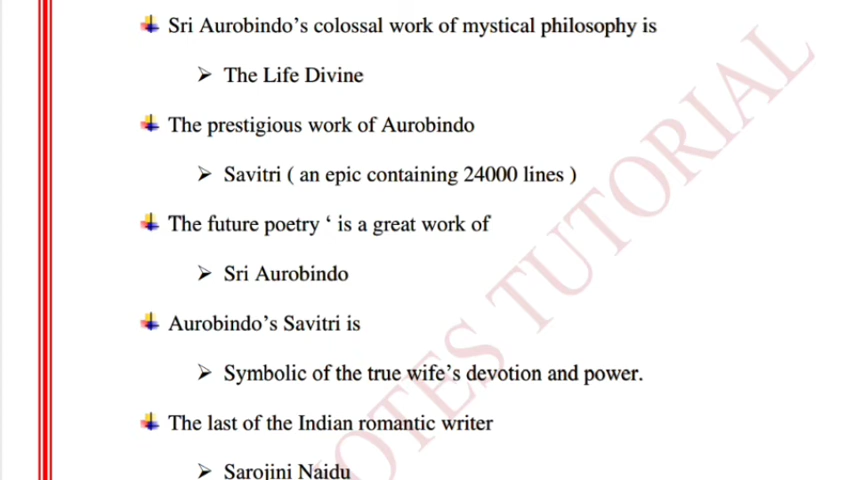 Sri Aurobindo’s colossal work of mystical philosophy is
➢ The Life Divine
The prestigious work of Aurobindo
➢ Savitri ( an epic containing 24000 lines )
The future poetry ‘ is a great work of
➢ Sri Aurobindo
Aurobindo’s Savitri is
➢ Symbolic of the true wife’s devotion and power.
The last of the Indian romantic writer
➢ Sarojini Naidu
NOTES TUTORIAL